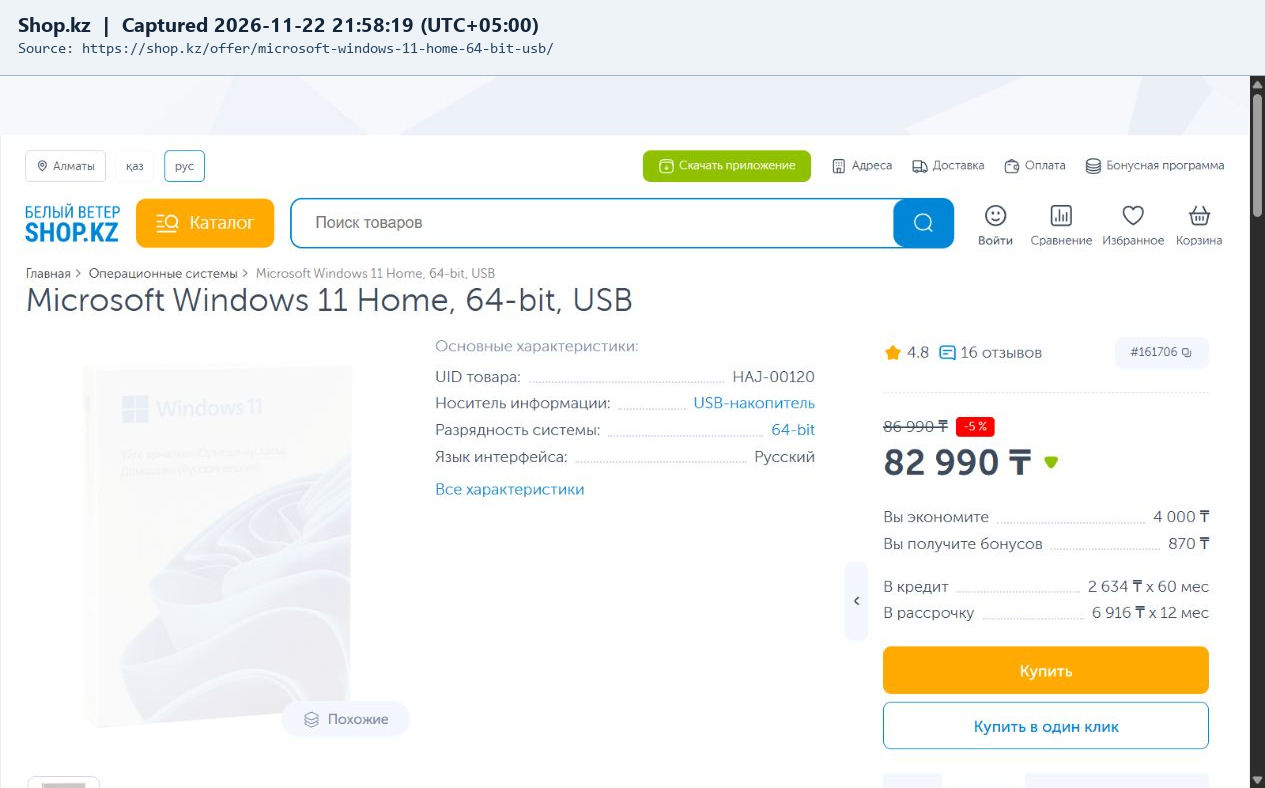 Shop.kz | Captured 2026-11-22 21:58:19 (UTC+05:00)
Source: https://shop.kz/offer/microsoft-windows-11-home-64-bit-usb/
Алматы қаз рус Скачать приложение Адреса Доставка Оплата Бонусная программа
БЕЛЫЙ ВЕТЕР
SHOP.KZ
Каталог
Поиск товаров
Войти Сравнение Избранное Корзина
Главная > Операционные системы > Microsoft Windows 11 Home, 64-bit, USB
Microsoft Windows 11 Home, 64-bit, USB
Windows 11
Похожие
Основные характеристики:
UID товара: HAJ-00120
Носитель информации: USB-накопитель
Разрядность системы: 64-bit
Язык интерфейса: Русский
Все характеристики
4.8 16 отзывов #161706
86 990 ₸ -5 %
82 990 ₸
Вы экономите 4 000 ₸
Вы получите бонусов 870 ₸
В кредит 2 634 ₸ x 60 мес
В рассрочку 6 916 ₸ x 12 мес
Купить
Купить в один клик